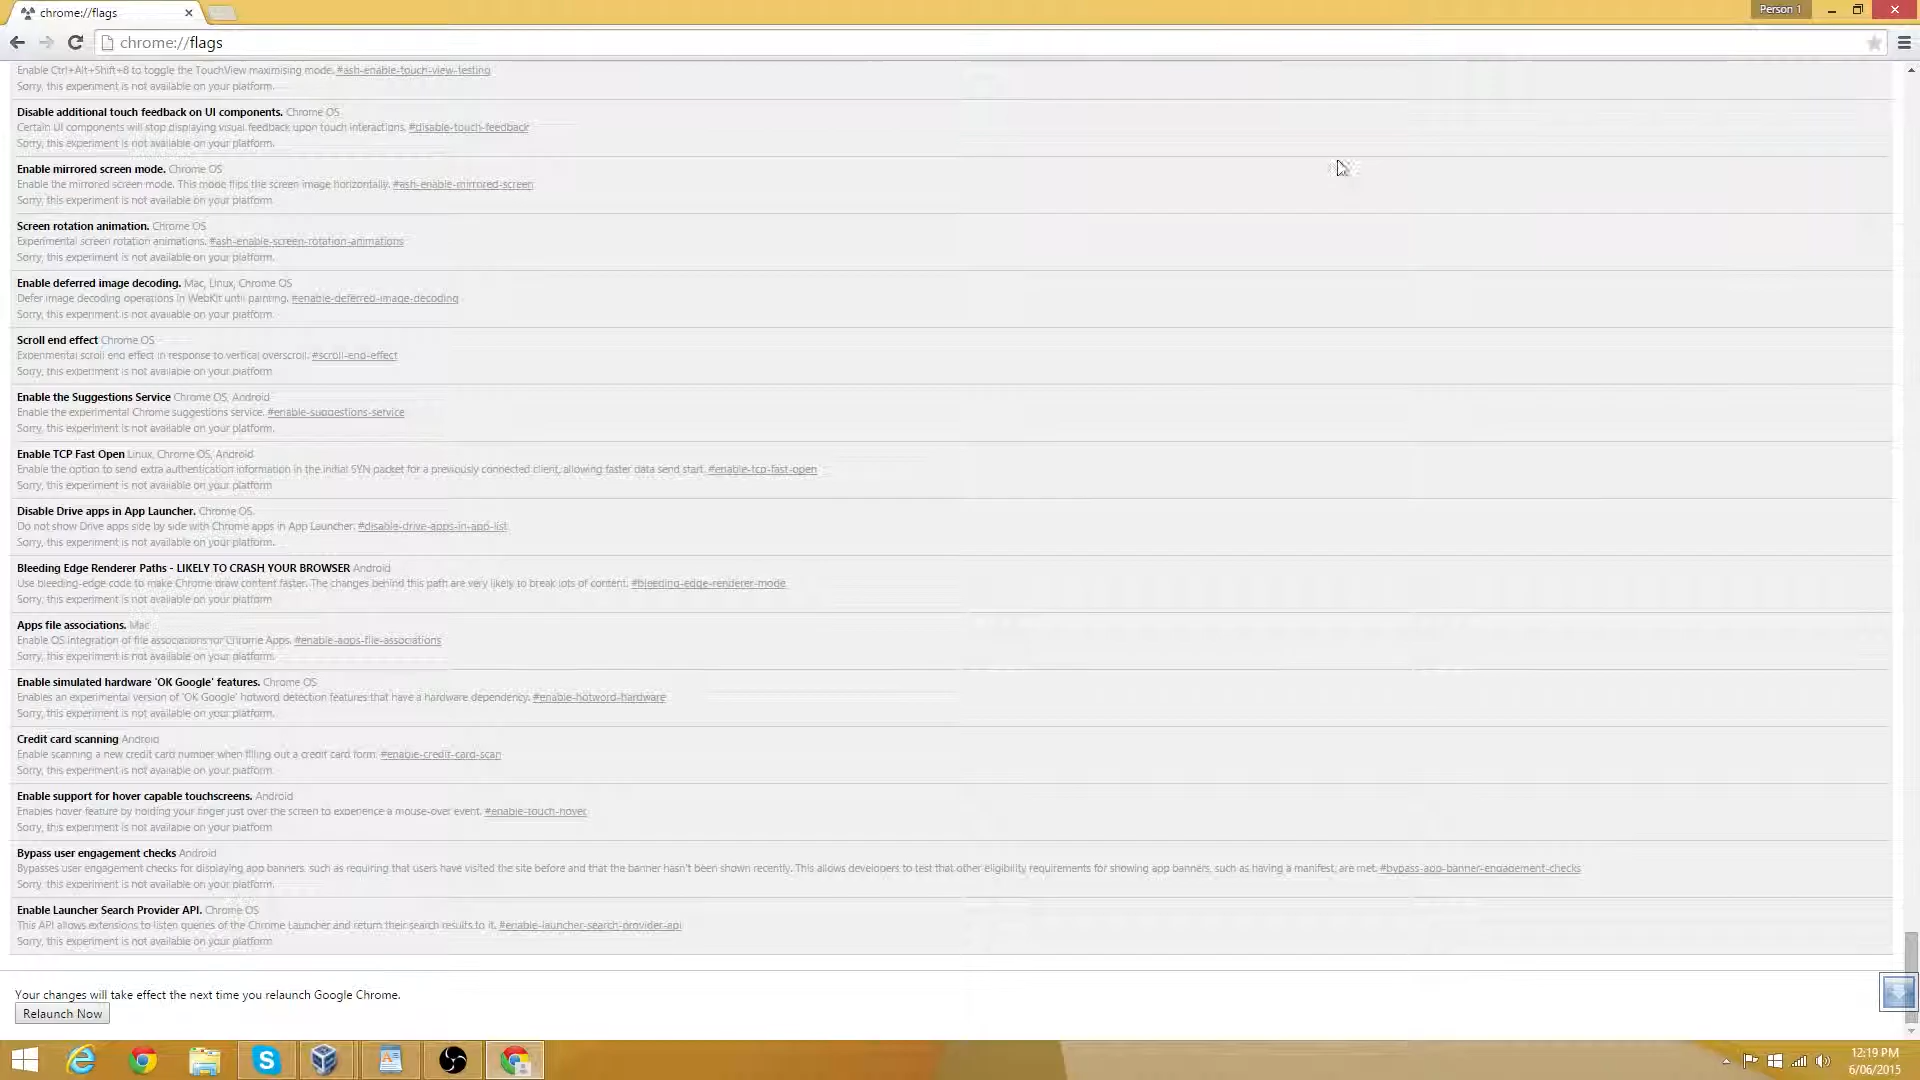 chrome://flags
Person 1
chrome://flags
Enable Ctrl+Alt+Shift+8 to toggle the TouchView maximising mode. #ash-enable-touch-view-testing
Sorry, this experiment is not available on your platform.
Disable additional touch feedback on UI components. Chrome OS
Certain UI components will stop displaying visual feedback upon touch interactions. #disable-touch-feedback
Sorry, this experiment is not available on your platform.
Enable mirrored screen mode. Chrome OS
Enable the mirrored screen mode. This mode flips the screen image horizontally. #ash-enable-mirrored-screen
Sorry, this experiment is not available on your platform.
Screen rotation animation. Chrome OS
Experimental screen rotation animations. #ash-enable-screen-rotation-animations
Sorry, this experiment is not available on your platform.
Enable deferred image decoding. Mac, Linux, Chrome OS
Defer image decoding operations in WebKit until painting. #enable-deferred-image-decoding
Sorry, this experiment is not available on your platform.
Scroll end effect Chrome OS
Experimental scroll end effect in response to vertical overscroll. #scroll-end-effect
Sorry, this experiment is not available on your platform.
Enable the Suggestions Service Chrome OS, Android
Enable the experimental Chrome suggestions service. #enable-suggestions-service
Sorry, this experiment is not available on your platform.
Enable TCP Fast Open Linux, Chrome OS, Android
Enable the option to send extra authentication information in the initial SYN packet for a previously connected client, allowing faster data send start. #enable-tcp-fast-open
Sorry, this experiment is not available on your platform.
Disable Drive apps in App Launcher. Chrome OS
Do not show Drive apps side by side with Chrome apps in App Launcher. #disable-drive-apps-in-app-list
Sorry, this experiment is not available on your platform.
Bleeding Edge Renderer Paths - LIKELY TO CRASH YOUR BROWSER Android
Use bleeding-edge code to make Chrome draw content faster. The changes behind this path are very likely to break lots of content. #bleeding-edge-renderer-mode
Sorry, this experiment is not available on your platform.
Apps file associations. Mac
Enable OS integration of file associations for Chrome Apps. #enable-apps-file-associations
Sorry, this experiment is not available on your platform.
Enable simulated hardware 'OK Google' features. Chrome OS
Enables an experimental version of 'OK Google' hotword detection features that have a hardware dependency. #enable-hotword-hardware
Sorry, this experiment is not available on your platform.
Credit card scanning Android
Enable scanning a new credit card number when filling out a credit card form. #enable-credit-card-scan
Sorry, this experiment is not available on your platform.
Enable support for hover capable touchscreens. Android
Enables hover feature by holding your finger just over the screen to experience a mouse-over event. #enable-touch-hover
Sorry, this experiment is not available on your platform.
Bypass user engagement checks Android
Bypasses user engagement checks for displaying app banners, such as requiring that users have visited the site before and that the banner hasn't been shown recently. This allows developers to test that other eligibility requirements for showing app banners, such as having a manifest, are met. #bypass-app-banner-engagement-checks
Sorry, this experiment is not available on your platform.
Enable Launcher Search Provider API. Chrome OS
This API allows extensions to listen queries of the Chrome Launcher and return their search results to it. #enable-launcher-search-provider-api
Sorry, this experiment is not available on your platform.
Your changes will take effect the next time you relaunch Google Chrome.
Relaunch Now
12:19 PM
6/06/2015